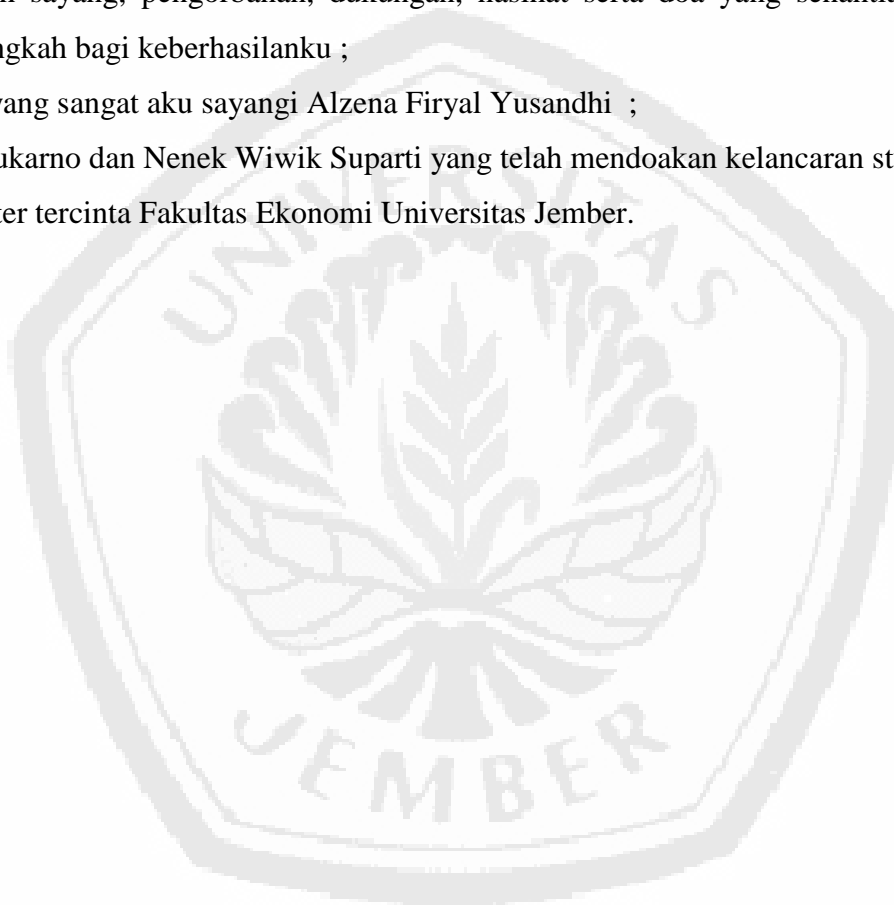 sayang, pengorbanan, dukungan, nasihat serta doa yang
ngkah bagi keberhasilanku ;
yang sangat aku sayangi Alzena Firyal Yusandhi ;
ukarno dan Nenek Wiwik Suparti yang telah mendoakan kelancaran st
ter tercinta Fakultas Ekonomi Universitas Jember.
UNIVERSITAS
JEMBER